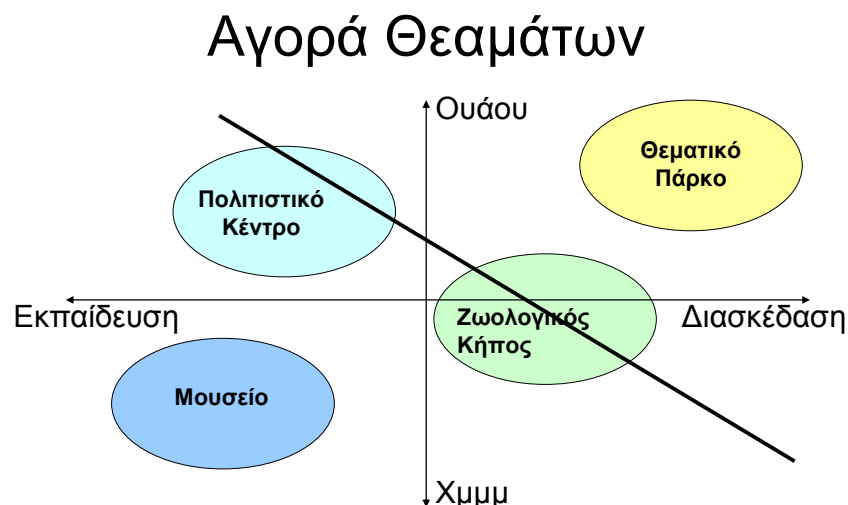 Αγορά Θεαμάτων
Ουάου
Θεματικό
Πάρκο
Πολιτιστικό
Κέντρο
Εκπαίδευση
Ζωολογικός
Κήπος
Διασκέδαση
Μουσείο
Χμμμ